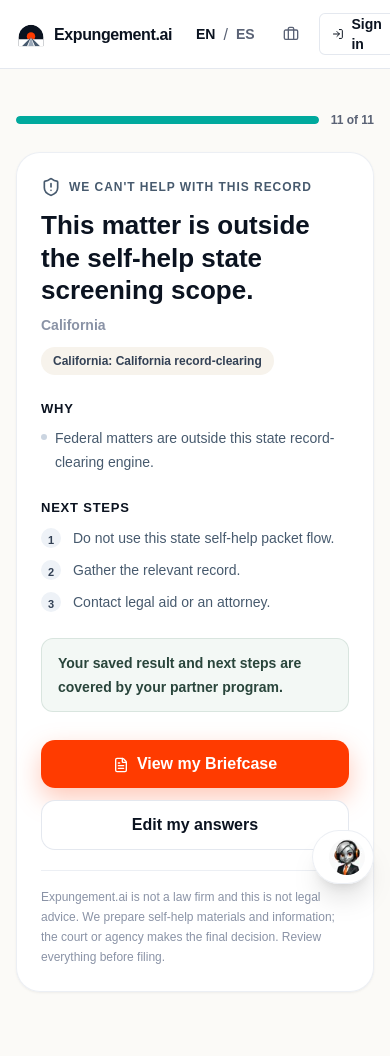 Expungement.ai
EN / ES
Sign
in
11 of 11
WE CAN'T HELP WITH THIS RECORD
This matter is outside
the self-help state
screening scope.
California
California: California record-clearing
WHY
Federal matters are outside this state record-
clearing engine.
NEXT STEPS
1 Do not use this state self-help packet flow.
2 Gather the relevant record.
3 Contact legal aid or an attorney.
Your saved result and next steps are
covered by your partner program.
View my Briefcase
Edit my answers
Expungement.ai is not a law firm and this is not legal
advice. We prepare self-help materials and information;
the court or agency makes the final decision. Review
everything before filing.